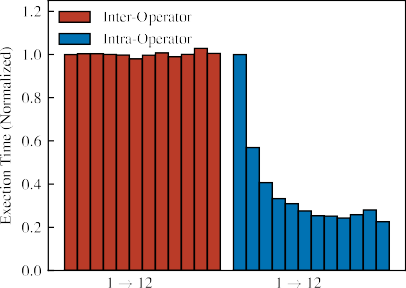 Exection Time (Normalized)
1.2
1.0
0.8
0.6
0.4
0.2
0.0
Inter-Operator
Intra-Operator
1 → 12
1 → 12